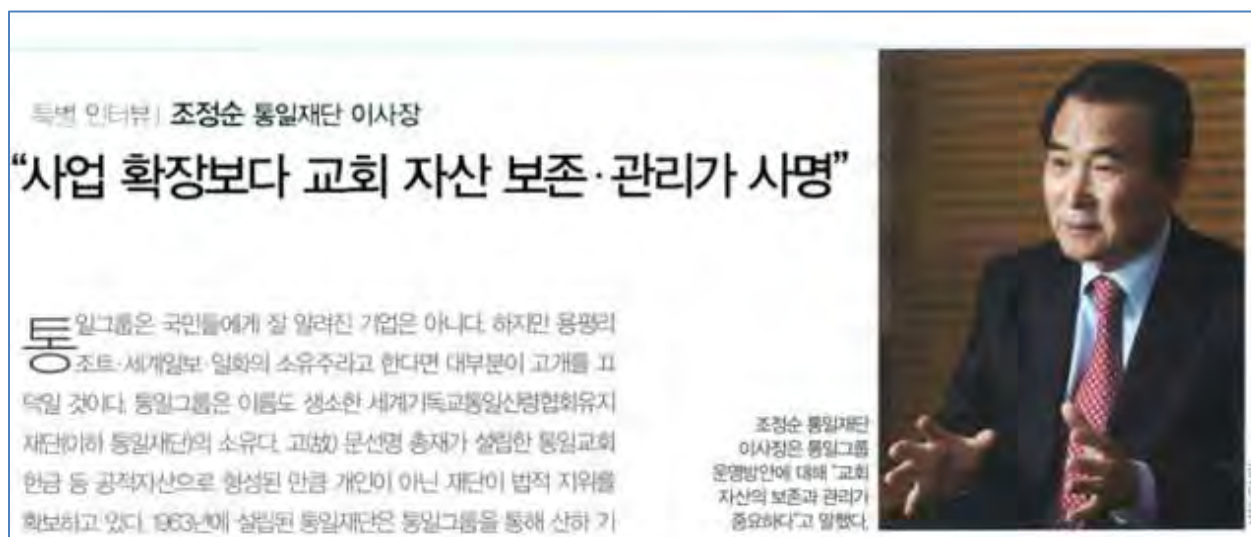 특별 인터뷰 | 조정순 통일재단 이사장
“사업 확장보다 교회 자산 보존·관리가 사명”
통일그룹은 국민들에게 잘 알려진 기업은 아니다. 하지만 용평리
조트·세계일보·일화의 소유주라고 한다면 대부분이 고개를 끄
덕일 것이다. 통일그룹은 이름도 생소한 세계기독교통일신령협회유지
재단(이하 통일재단)의 소유다. 고(故) 문선명 총재가 설립한 통일교회
헌금 등 공적자산으로 형성된 만큼 개인이 아닌 재단이 법적 지위를
확보하고 있다. 1963년에 설립된 통일재단은 통일그룹을 통해 산하 기
조정순 통일재단
이사장은 통일그룹
운영방안에 대해 “교회
자산의 보존과 관리가
중요하다”고 말했다.